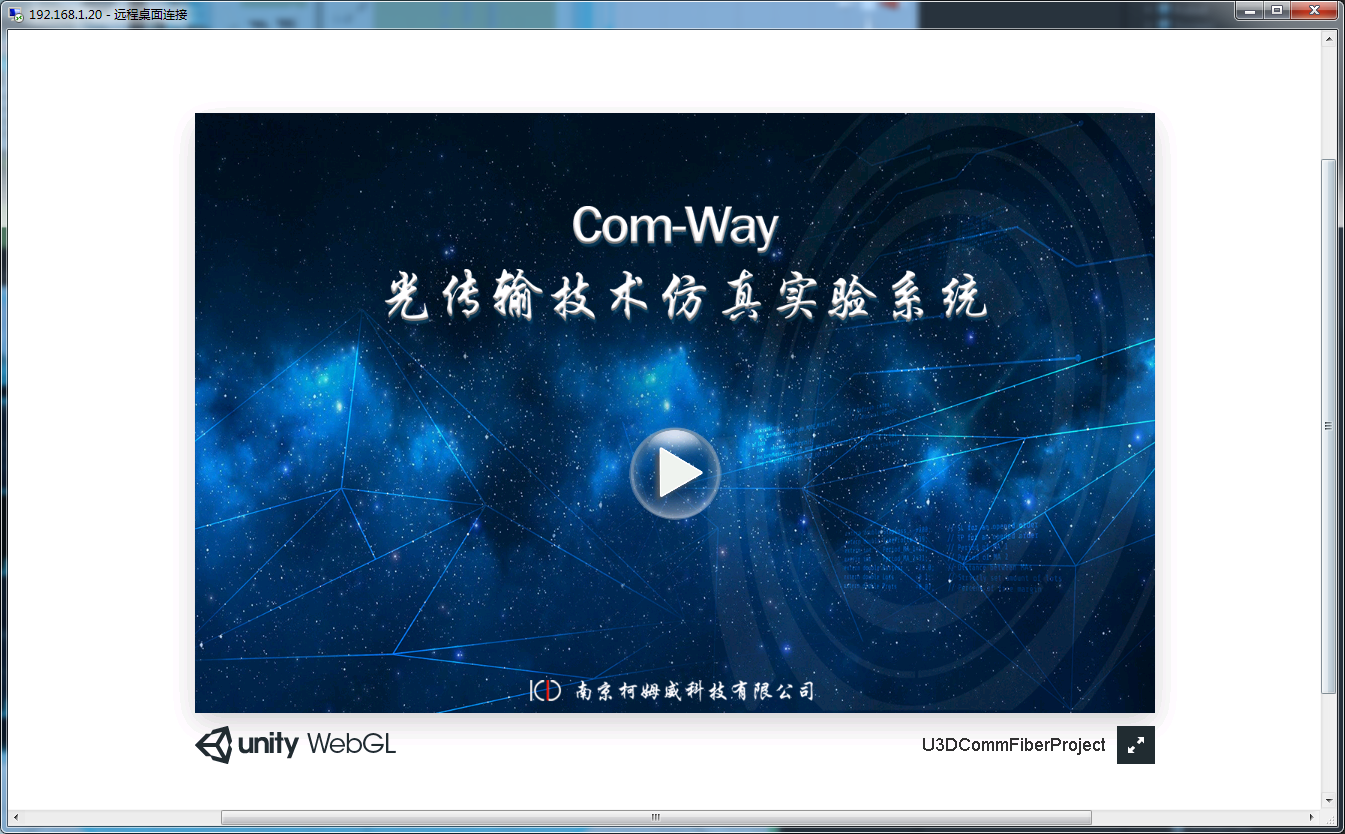 192.168.1.20 - 远程桌面连接
Com-Way
光传输技术仿真实验系统
南京柯姆威科技有限公司
unity WebGL
U3DCommFiberProject